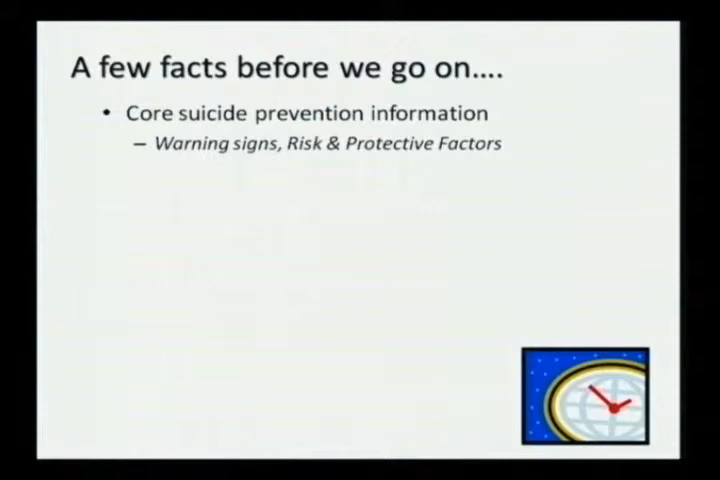 A few facts before we go on....
• Core suicide prevention information
– Warning signs, Risk & Protective Factors